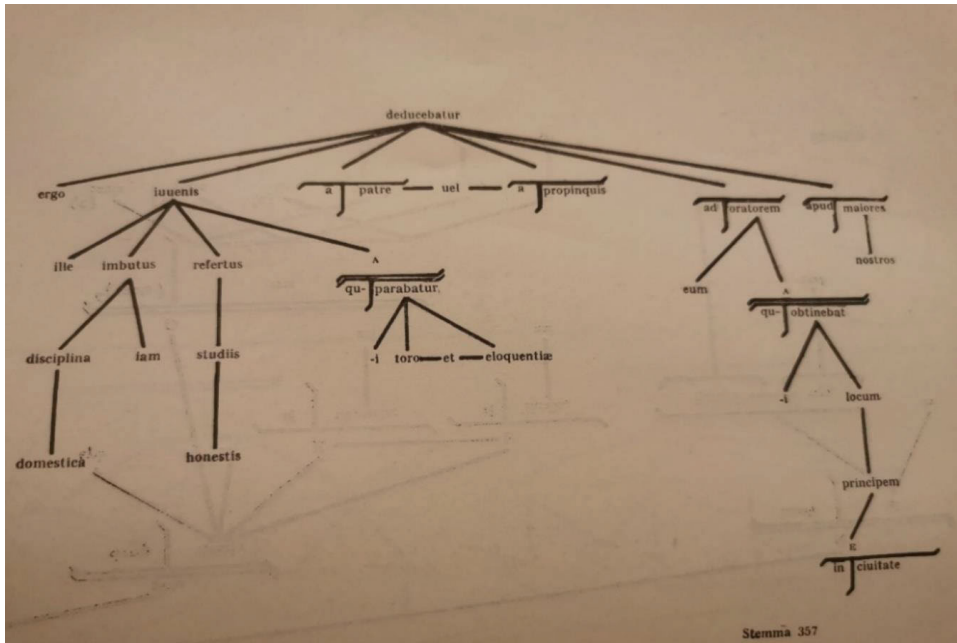 deducebatur
ergo iuuenis a patre uel a propinquis ad oratorem apud maiores
ille imbutus refertus A nostros
qu- parabatur, eum A
qu- obtinebat
disciplina iam studiis -i foro et eloquentiæ
-i locum
domestica honestis
principem
E
in ciuitate
Stemma 357